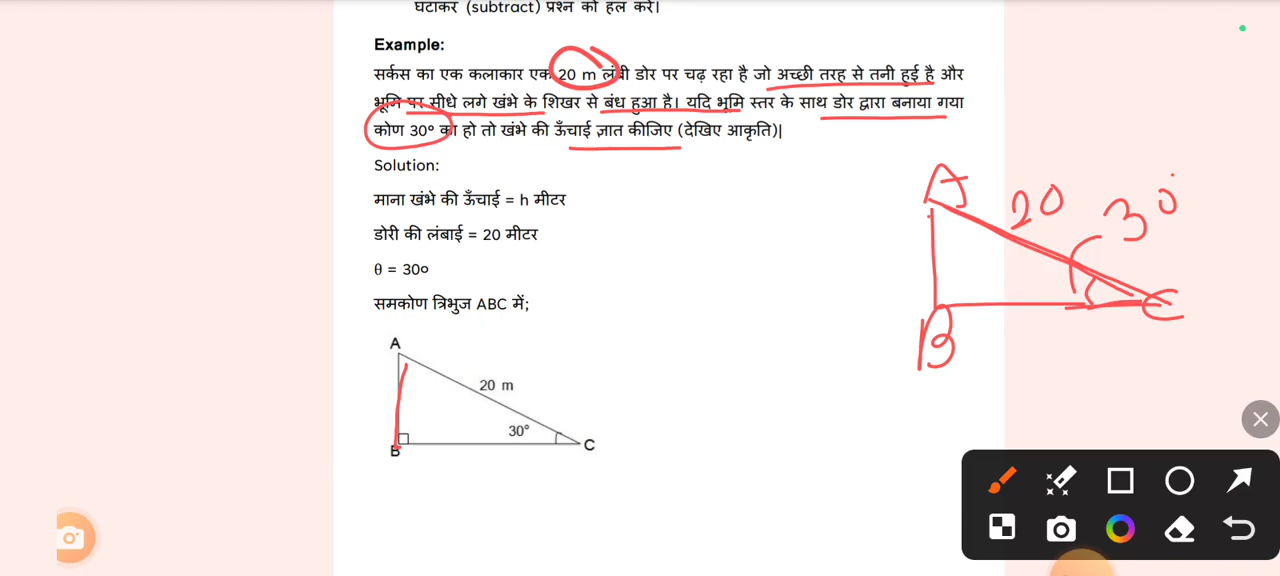 घटाकर (subtract) प्रश्न को हल करें।
Example:
सर्कस का एक कलाकार एक 20 m लंबी डोर पर चढ़ रहा है जो अच्छी तरह से तनी हुई है और
भूमि पर सीधे लगे खंभे के शिखर से बंध हुआ है। यदि भूमि स्तर के साथ डोर द्वारा बनाया गया
कोण 30° का हो तो खंभे की ऊँचाई ज्ञात कीजिए (देखिए आकृति)|
Solution:
माना खंभे की ऊँचाई = h मीटर
डोरी की लंबाई = 20 मीटर
θ = 30o
समकोण त्रिभुज ABC में;
A
20 m
30°
B
C
A
20
30°
B
C